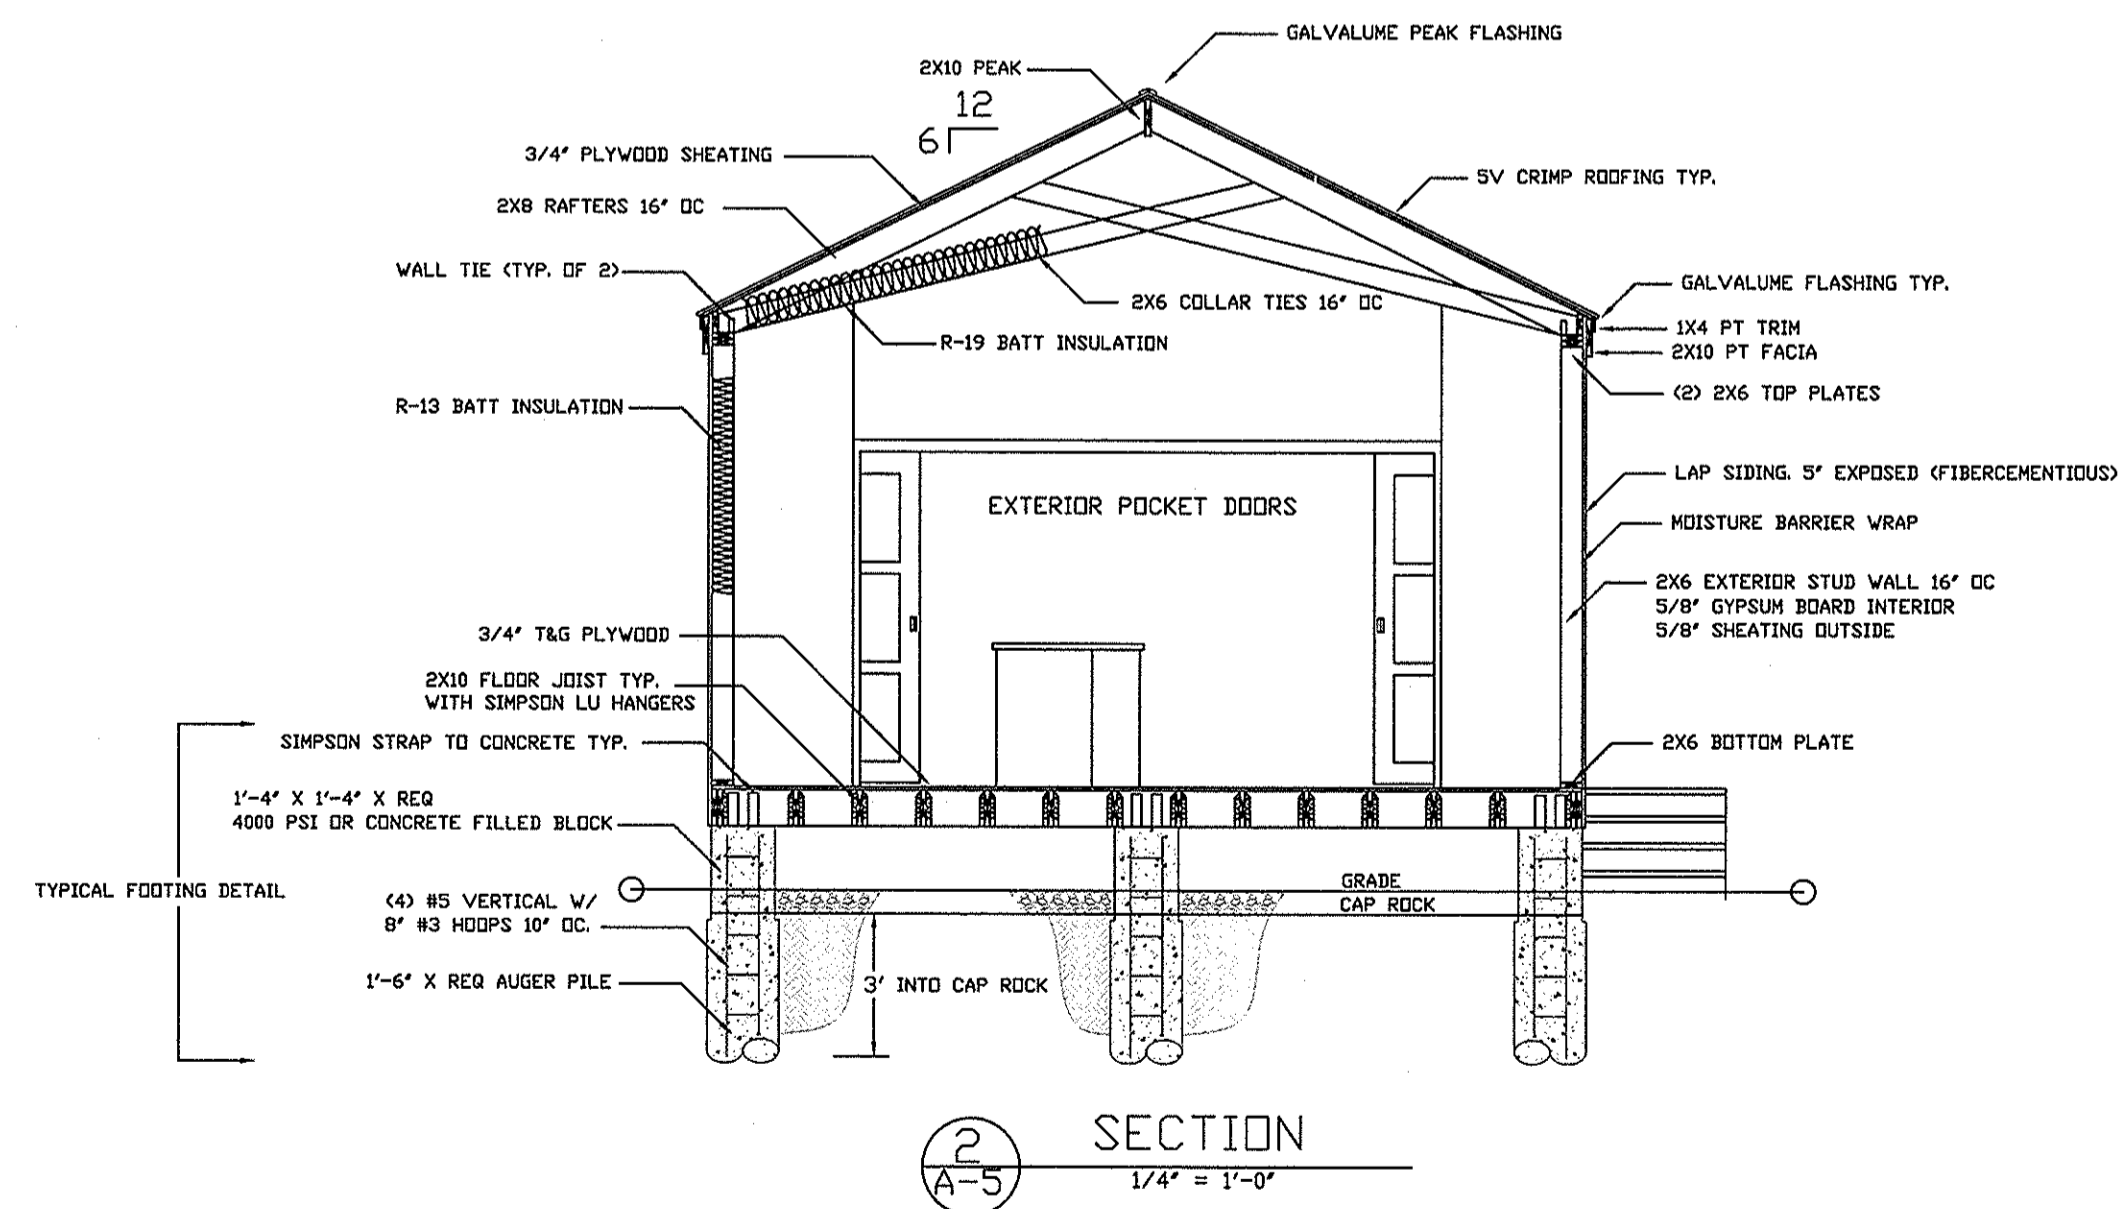 GALVALUME PEAK FLASHING
2X10 PEAK
12
6
3/4" PLYWOOD SHEATING
5V CRIMP ROOFING TYP.
2X8 RAFTERS 16" OC
WALL TIE (TYP. OF 2)
GALVALUME FLASHING TYP.
2X6 COLLAR TIES 16" OC
1X4 PT TRIM
R-19 BATT INSULATION
2X10 PT FACIA
(2) 2X6 TOP PLATES
R-13 BATT INSULATION
LAP SIDING. 5" EXPOSED (FIBERCEMENTIOUS)
EXTERIOR POCKET DOORS
MOISTURE BARRIER WRAP
2X6 EXTERIOR STUD WALL 16" OC
5/8" GYPSUM BOARD INTERIOR
5/8" SHEATING OUTSIDE
3/4" T&G PLYWOOD
2X10 FLOOR JOIST TYP.
WITH SIMPSON LU HANGERS
SIMPSON STRAP TO CONCRETE TYP.
2X6 BOTTOM PLATE
1'-4" X 1'-4" X REQ
4000 PSI OR CONCRETE FILLED BLOCK
TYPICAL FOOTING DETAIL
GRADE
CAP ROCK
(4) #5 VERTICAL W/
8" #3 HOOPS 10" OC.
1'-6" X REQ AUGER PILE
3' INTO CAP ROCK
2
A-5
SECTION
1/4" = 1'-0"